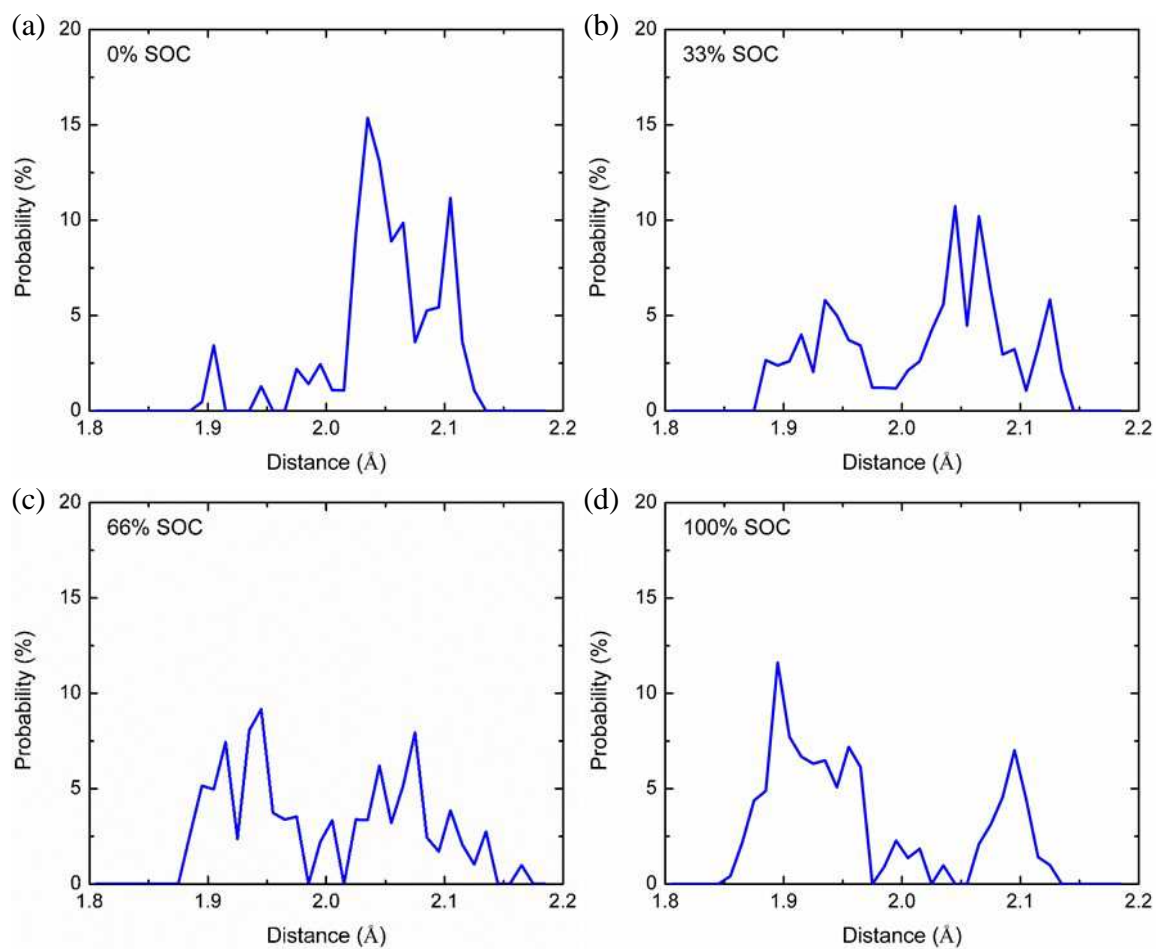 (a)
0% SOC
20
15
10
5
0
Probability (%)
1.8 1.9 2.0 2.1 2.2
Distance (Å)
(b)
33% SOC
20
15
10
5
0
Probability (%)
1.8 1.9 2.0 2.1 2.2
Distance (Å)
(c)
66% SOC
20
15
10
5
0
Probability (%)
1.8 1.9 2.0 2.1 2.2
Distance (Å)
(d)
100% SOC
20
15
10
5
0
Probability (%)
1.8 1.9 2.0 2.1 2.2
Distance (Å)